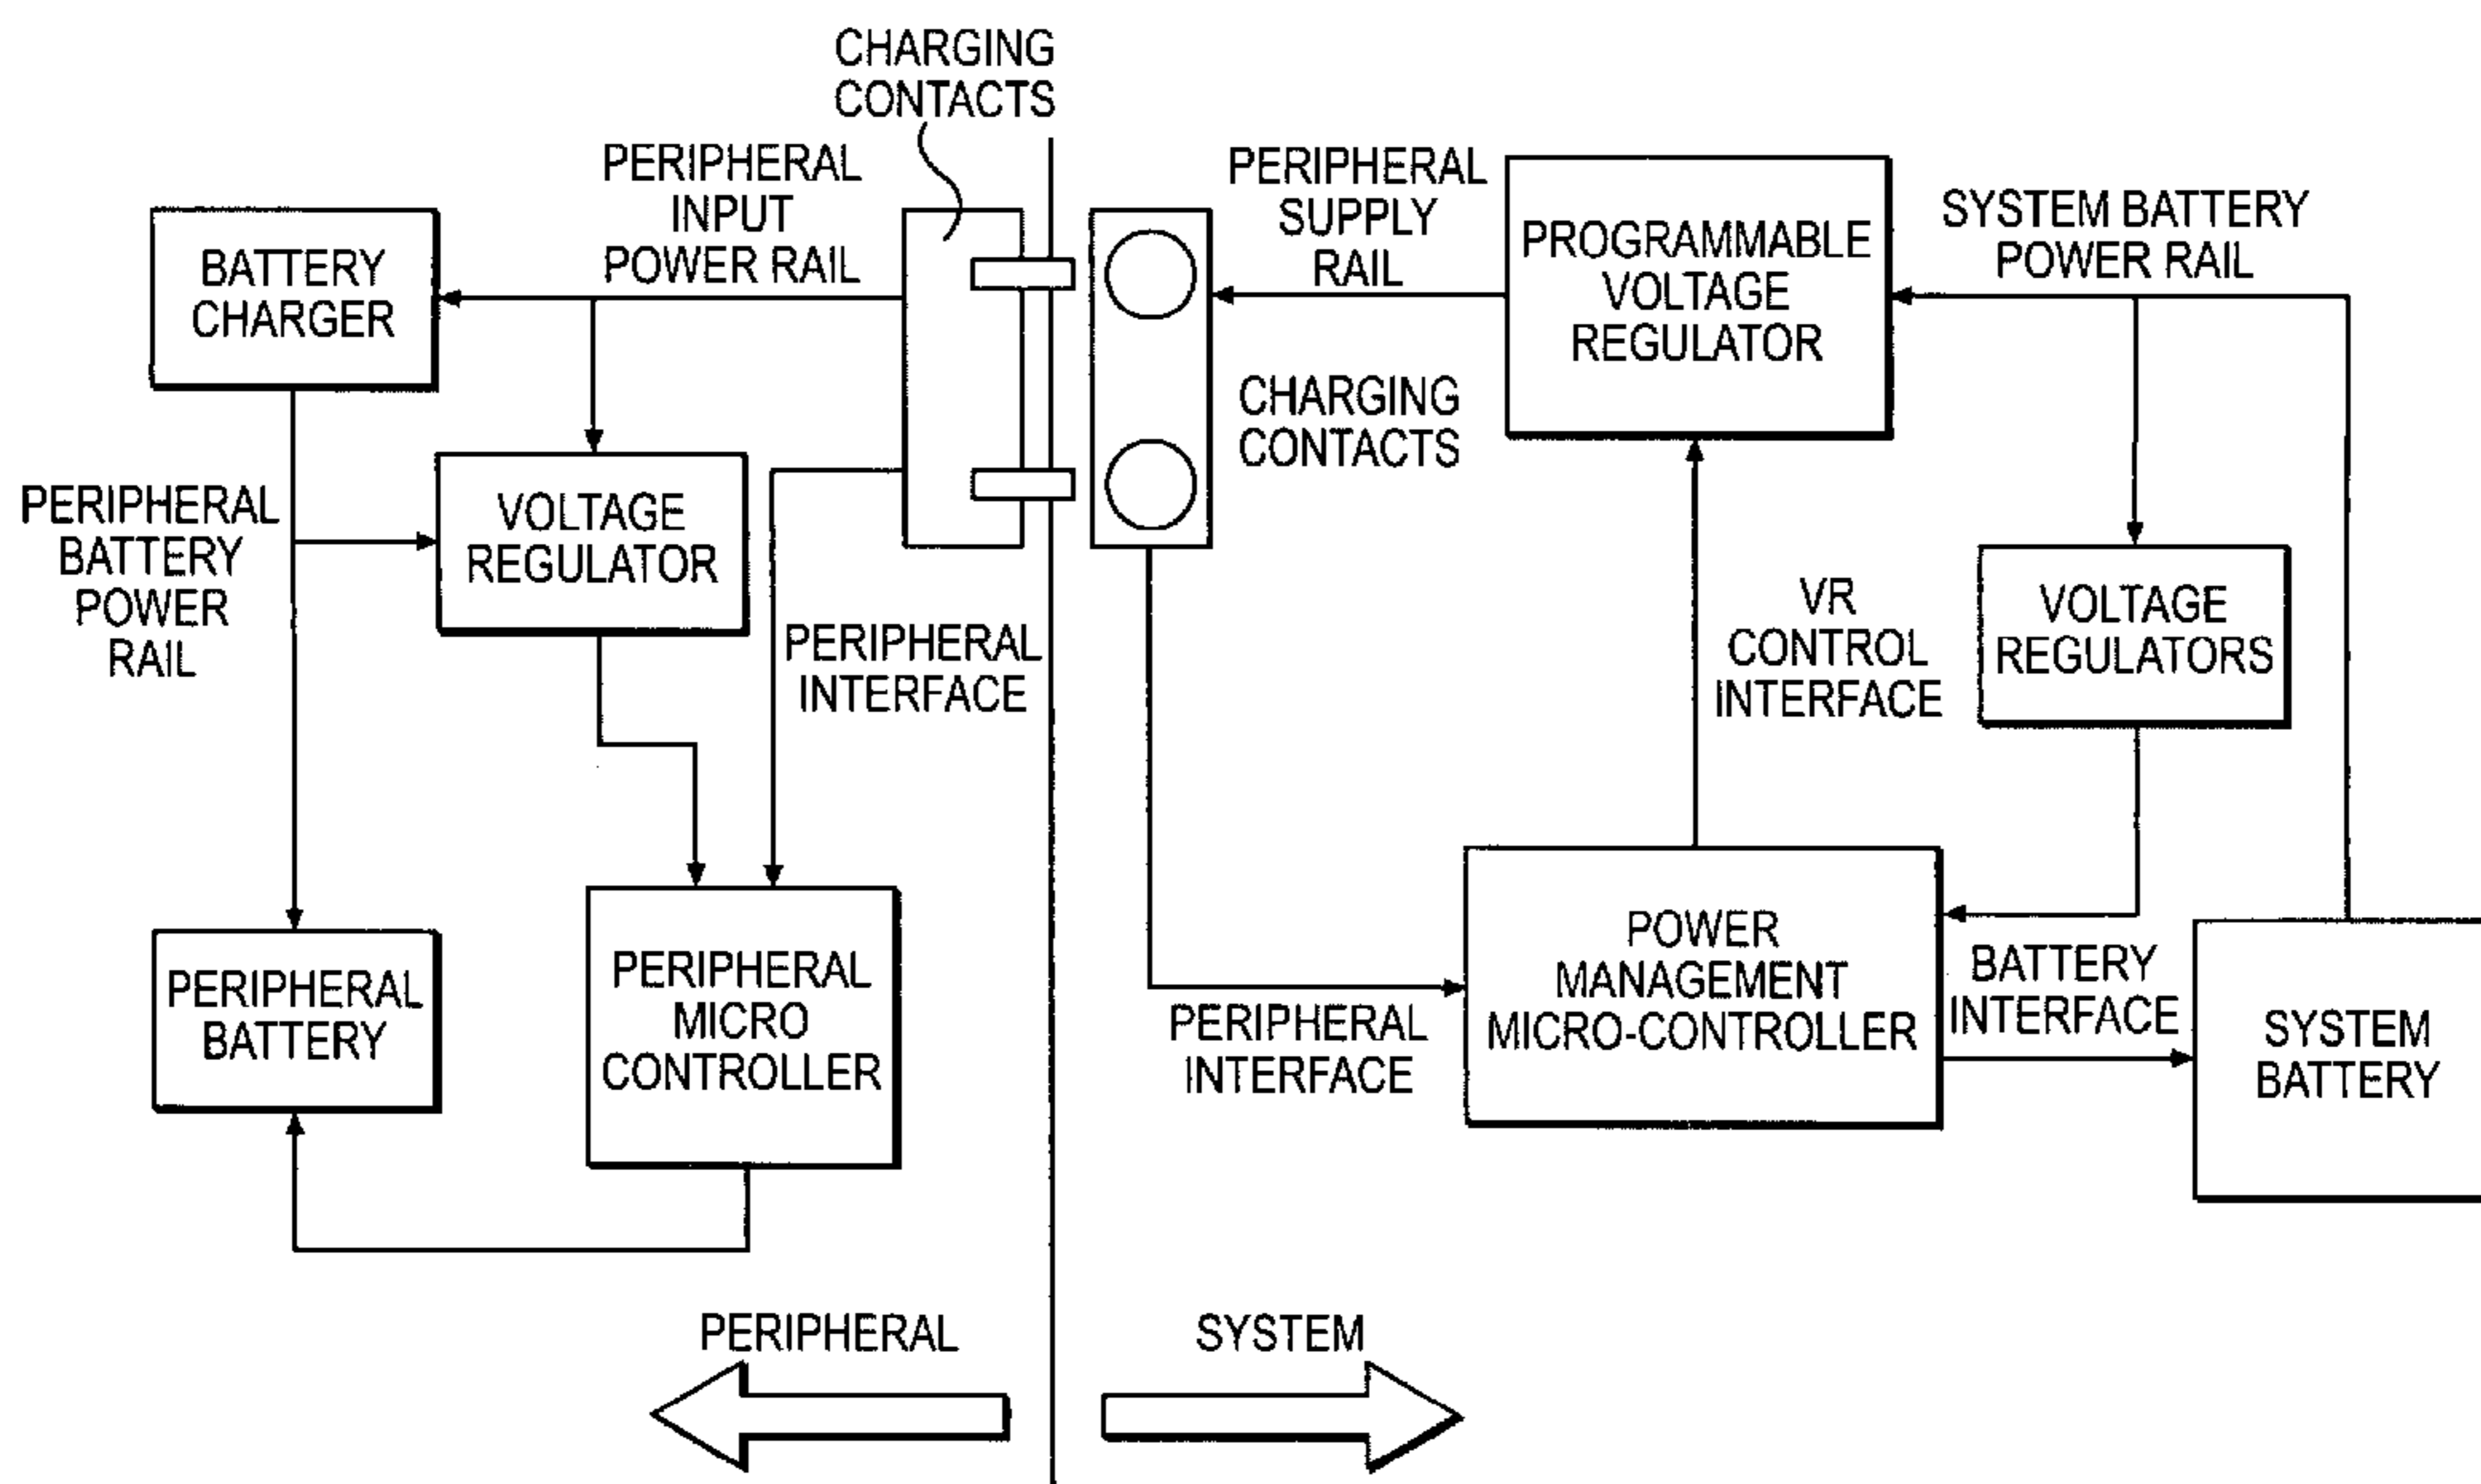 CHARGING
CONTACTS
PERIPHERAL
INPUT
POWER RAIL
PERIPHERAL
SUPPLY
RAIL
PROGRAMMABLE
VOLTAGE
REGULATOR
SYSTEM BATTERY
POWER RAIL
BATTERY
CHARGER
CHARGING
CONTACTS
PERIPHERAL
BATTERY
POWER
RAIL
VOLTAGE
REGULATOR
PERIPHERAL
INTERFACE
VR
CONTROL
INTERFACE
VOLTAGE
REGULATORS
PERIPHERAL
BATTERY
PERIPHERAL
MICRO
CONTROLLER
PERIPHERAL
INTERFACE
POWER
MANAGEMENT
MICRO-CONTROLLER
BATTERY
INTERFACE
SYSTEM
BATTERY
PERIPHERAL
SYSTEM